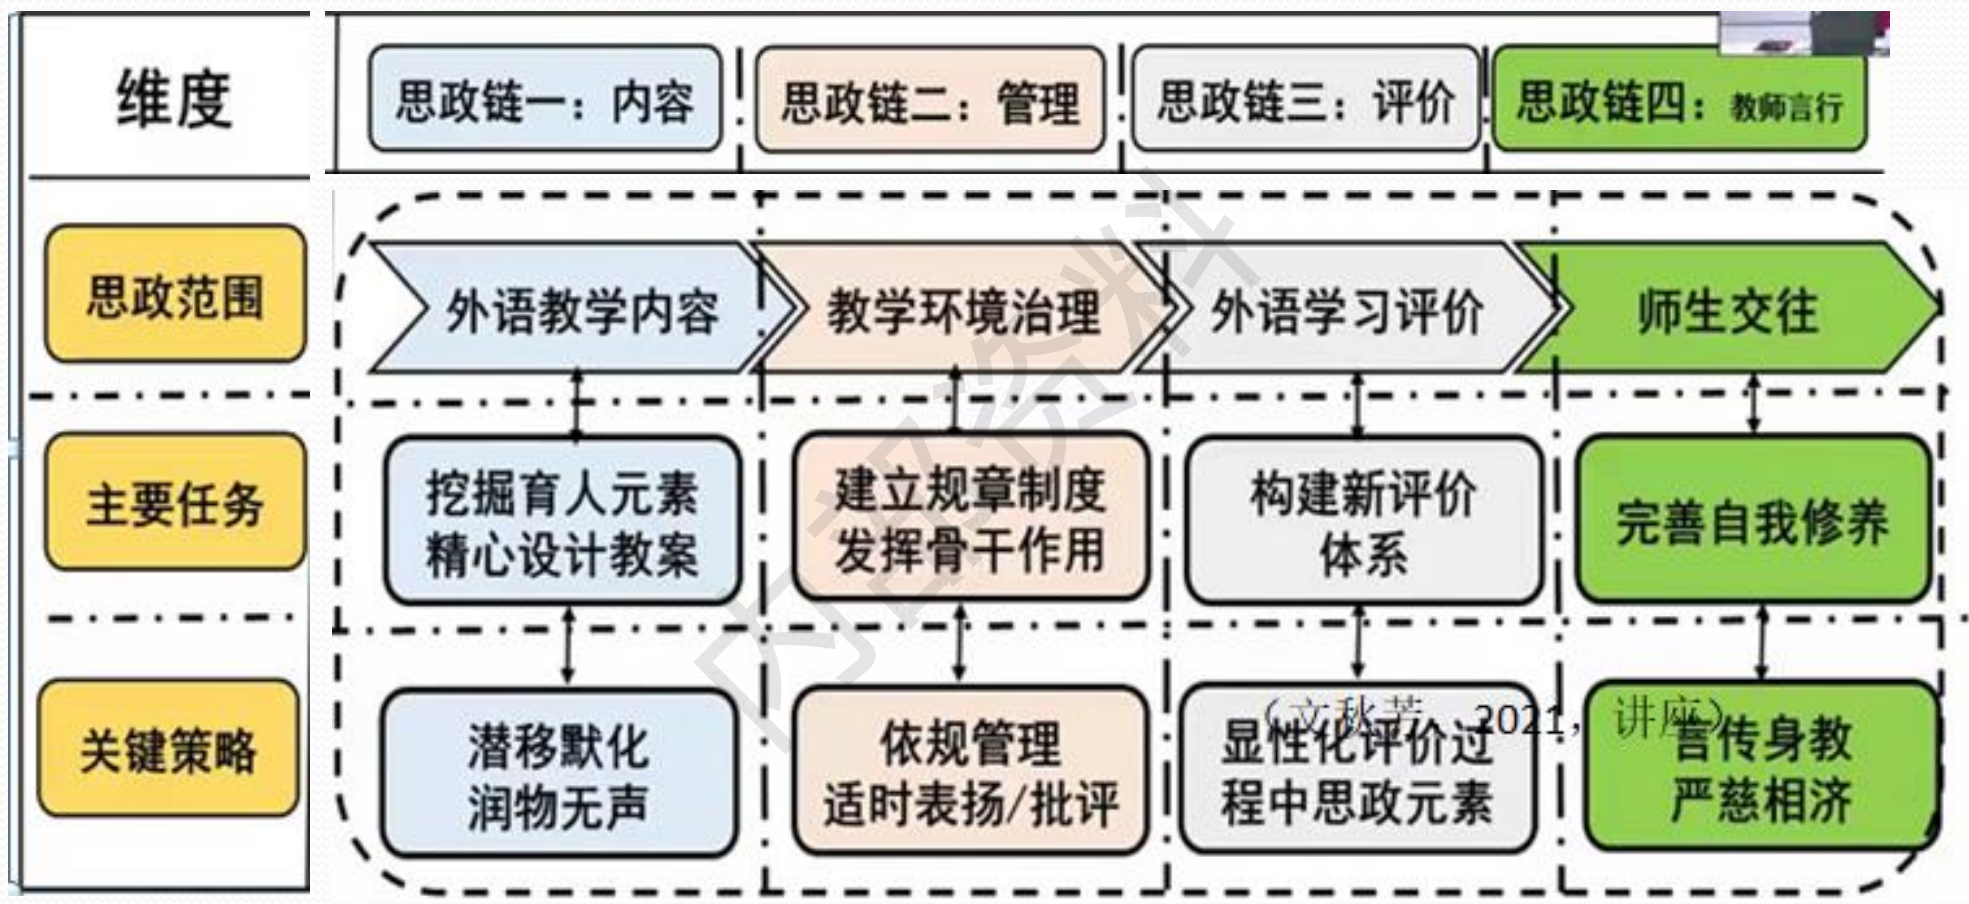 维度
思政链一：内容
思政链二：管理
思政链三：评价
思政链四：教师言行
思政范围
外语教学内容
教学环境治理
外语学习评价
师生交往
主要任务
挖掘育人元素
精心设计教案
建立规章制度
发挥骨干作用
构建新评价
体系
完善自我修养
关键策略
潜移默化
润物无声
依规管理
适时表扬/批评
显性化评价过
程中思政元素
言传身教
严慈相济
（文秋芳，2021，讲座）
内部资料